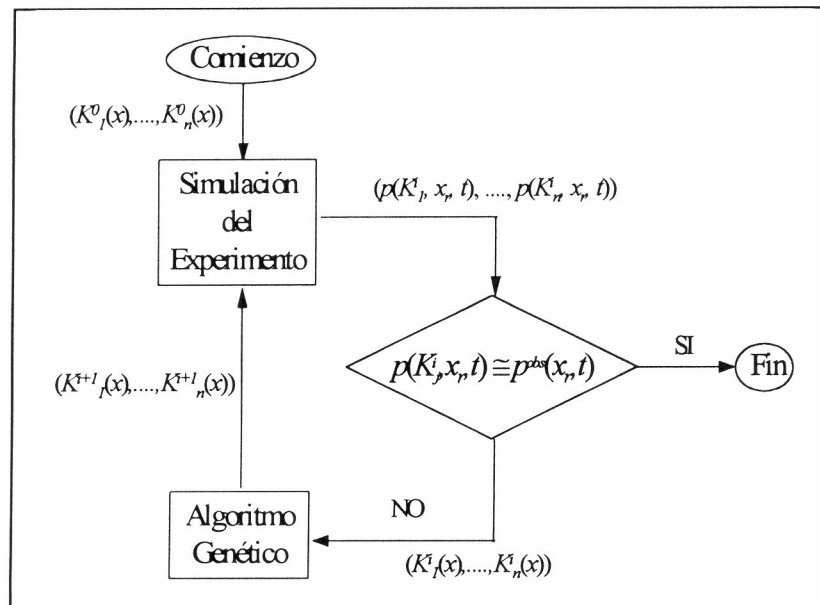 Comienzo
(K⁰₁(x),....,K⁰ₙ(x))
Simulación
del
Experimento
(p(Kⁱ₁, xᵣ, t), ...., p(Kⁱₙ, xᵣ, t))
p(Kⁱⱼ,xᵣ,t)≅pᵒᵇˢ(xᵣ,t)
SI
Fin
(Kⁱ⁺¹₁(x),....,Kⁱ⁺¹ₙ(x))
NO
Algoritmo
Genético
(Kⁱ₁(x),....,Kⁱₙ(x))